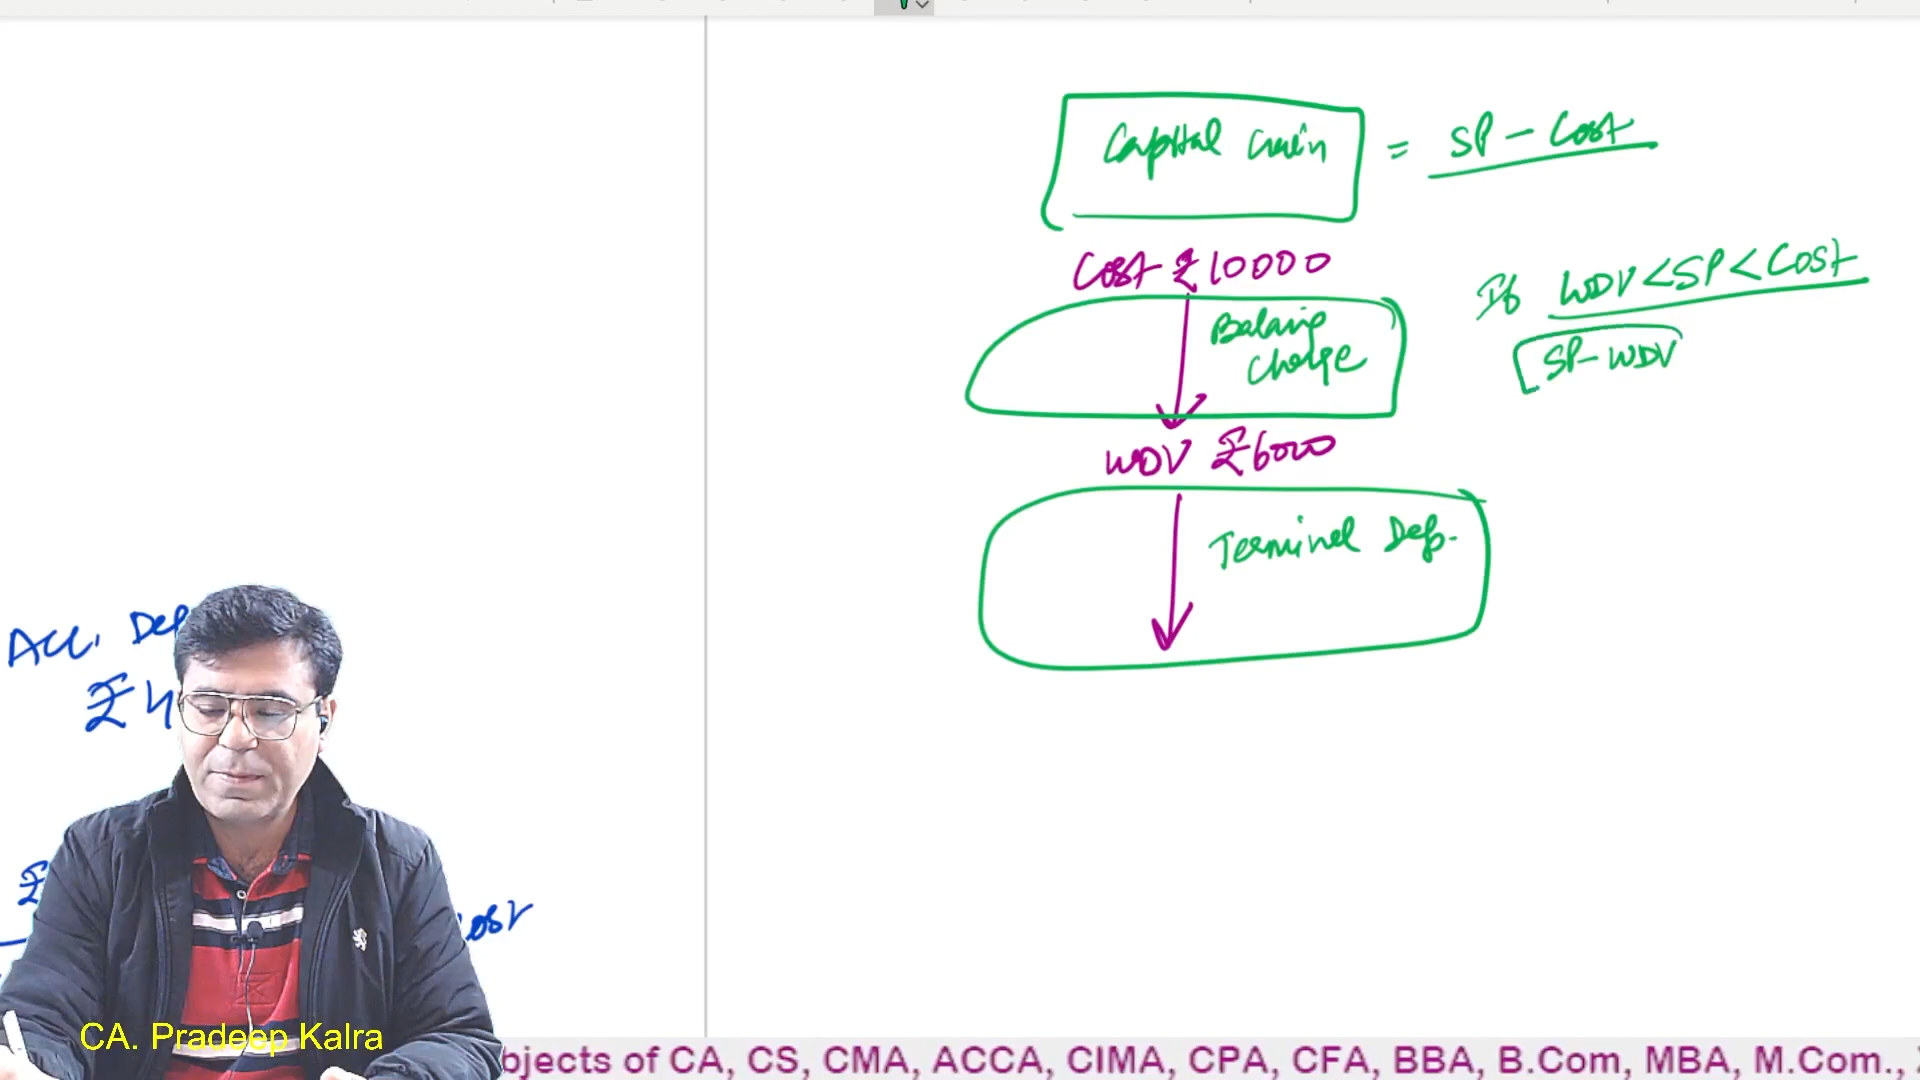 Capital Gain = SP - Cost
Cost ₹10000
If WDV < SP < COST
Balancing Charge
SP - WDV
WDV ₹6000
Terminal Dep.
Acc. Dep
₹4
₹
cost
CA. Pradeep Kalra
bjects of CA, CS, CMA, ACCA, CIMA, CPA, CFA, BBA, B.Com, MBA, M.Com.,